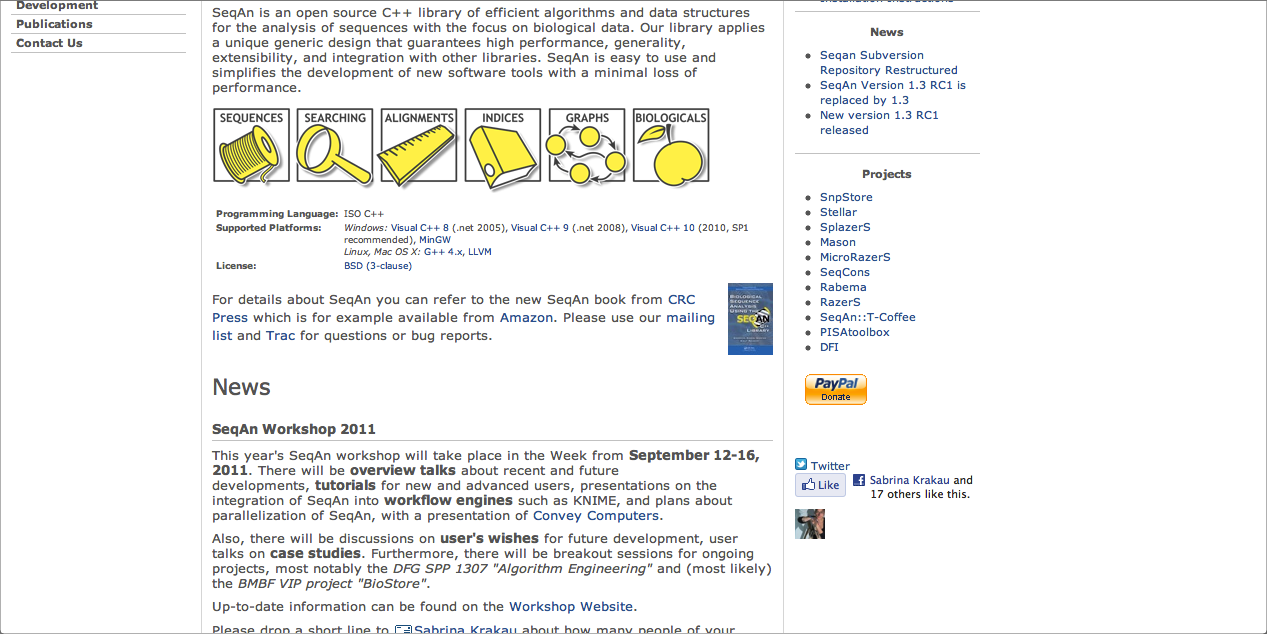 Development
Publications
Contact Us
SeqAn is an open source C++ library of efficient algorithms and data structures
for the analysis of sequences with the focus on biological data. Our library applies
a unique generic design that guarantees high performance, generality,
extensibility, and integration with other libraries. SeqAn is easy to use and
simplifies the development of new software tools with a minimal loss of
performance.
SEQUENCES SEARCHING ALIGNMENTS INDICES GRAPHS BIOLOGICALS
Programming Language: ISO C++
Supported Platforms: Windows: Visual C++ 8 (.net 2005), Visual C++ 9 (.net 2008), Visual C++ 10 (2010, SP1
recommended), MinGW
Linux, Mac OS X: G++ 4.x, LLVM
License: BSD (3-clause)
For details about SeqAn you can refer to the new SeqAn book from CRC
Press which is for example available from Amazon. Please use our mailing
list and Trac for questions or bug reports.
BIOLOGICAL
SEQUENCE
ANALYSIS
USING THE
SEQAN
C++
LIBRARY
News
SeqAn Workshop 2011
This year's SeqAn workshop will take place in the Week from September 12-16,
2011. There will be overview talks about recent and future
developments, tutorials for new and advanced users, presentations on the
integration of SeqAn into workflow engines such as KNIME, and plans about
parallelization of SeqAn, with a presentation of Convey Computers.
Also, there will be discussions on user's wishes for future development, user
talks on case studies. Furthermore, there will be breakout sessions for ongoing
projects, most notably the DFG SPP 1307 "Algorithm Engineering" and (most likely)
the BMBF VIP project "BioStore".
Up-to-date information can be found on the Workshop Website.
Please drop a short line to Sabrina Krakau about how many people of your
News
Seqan Subversion
Repository Restructured
SeqAn Version 1.3 RC1 is
replaced by 1.3
New version 1.3 RC1
released
Projects
SnpStore
Stellar
SplazerS
Mason
MicroRazerS
SeqCons
Rabema
RazerS
SeqAn::T-Coffee
PISAtoolbox
DFI
PayPal
Donate
Twitter
Like
Sabrina Krakau and
17 others like this.